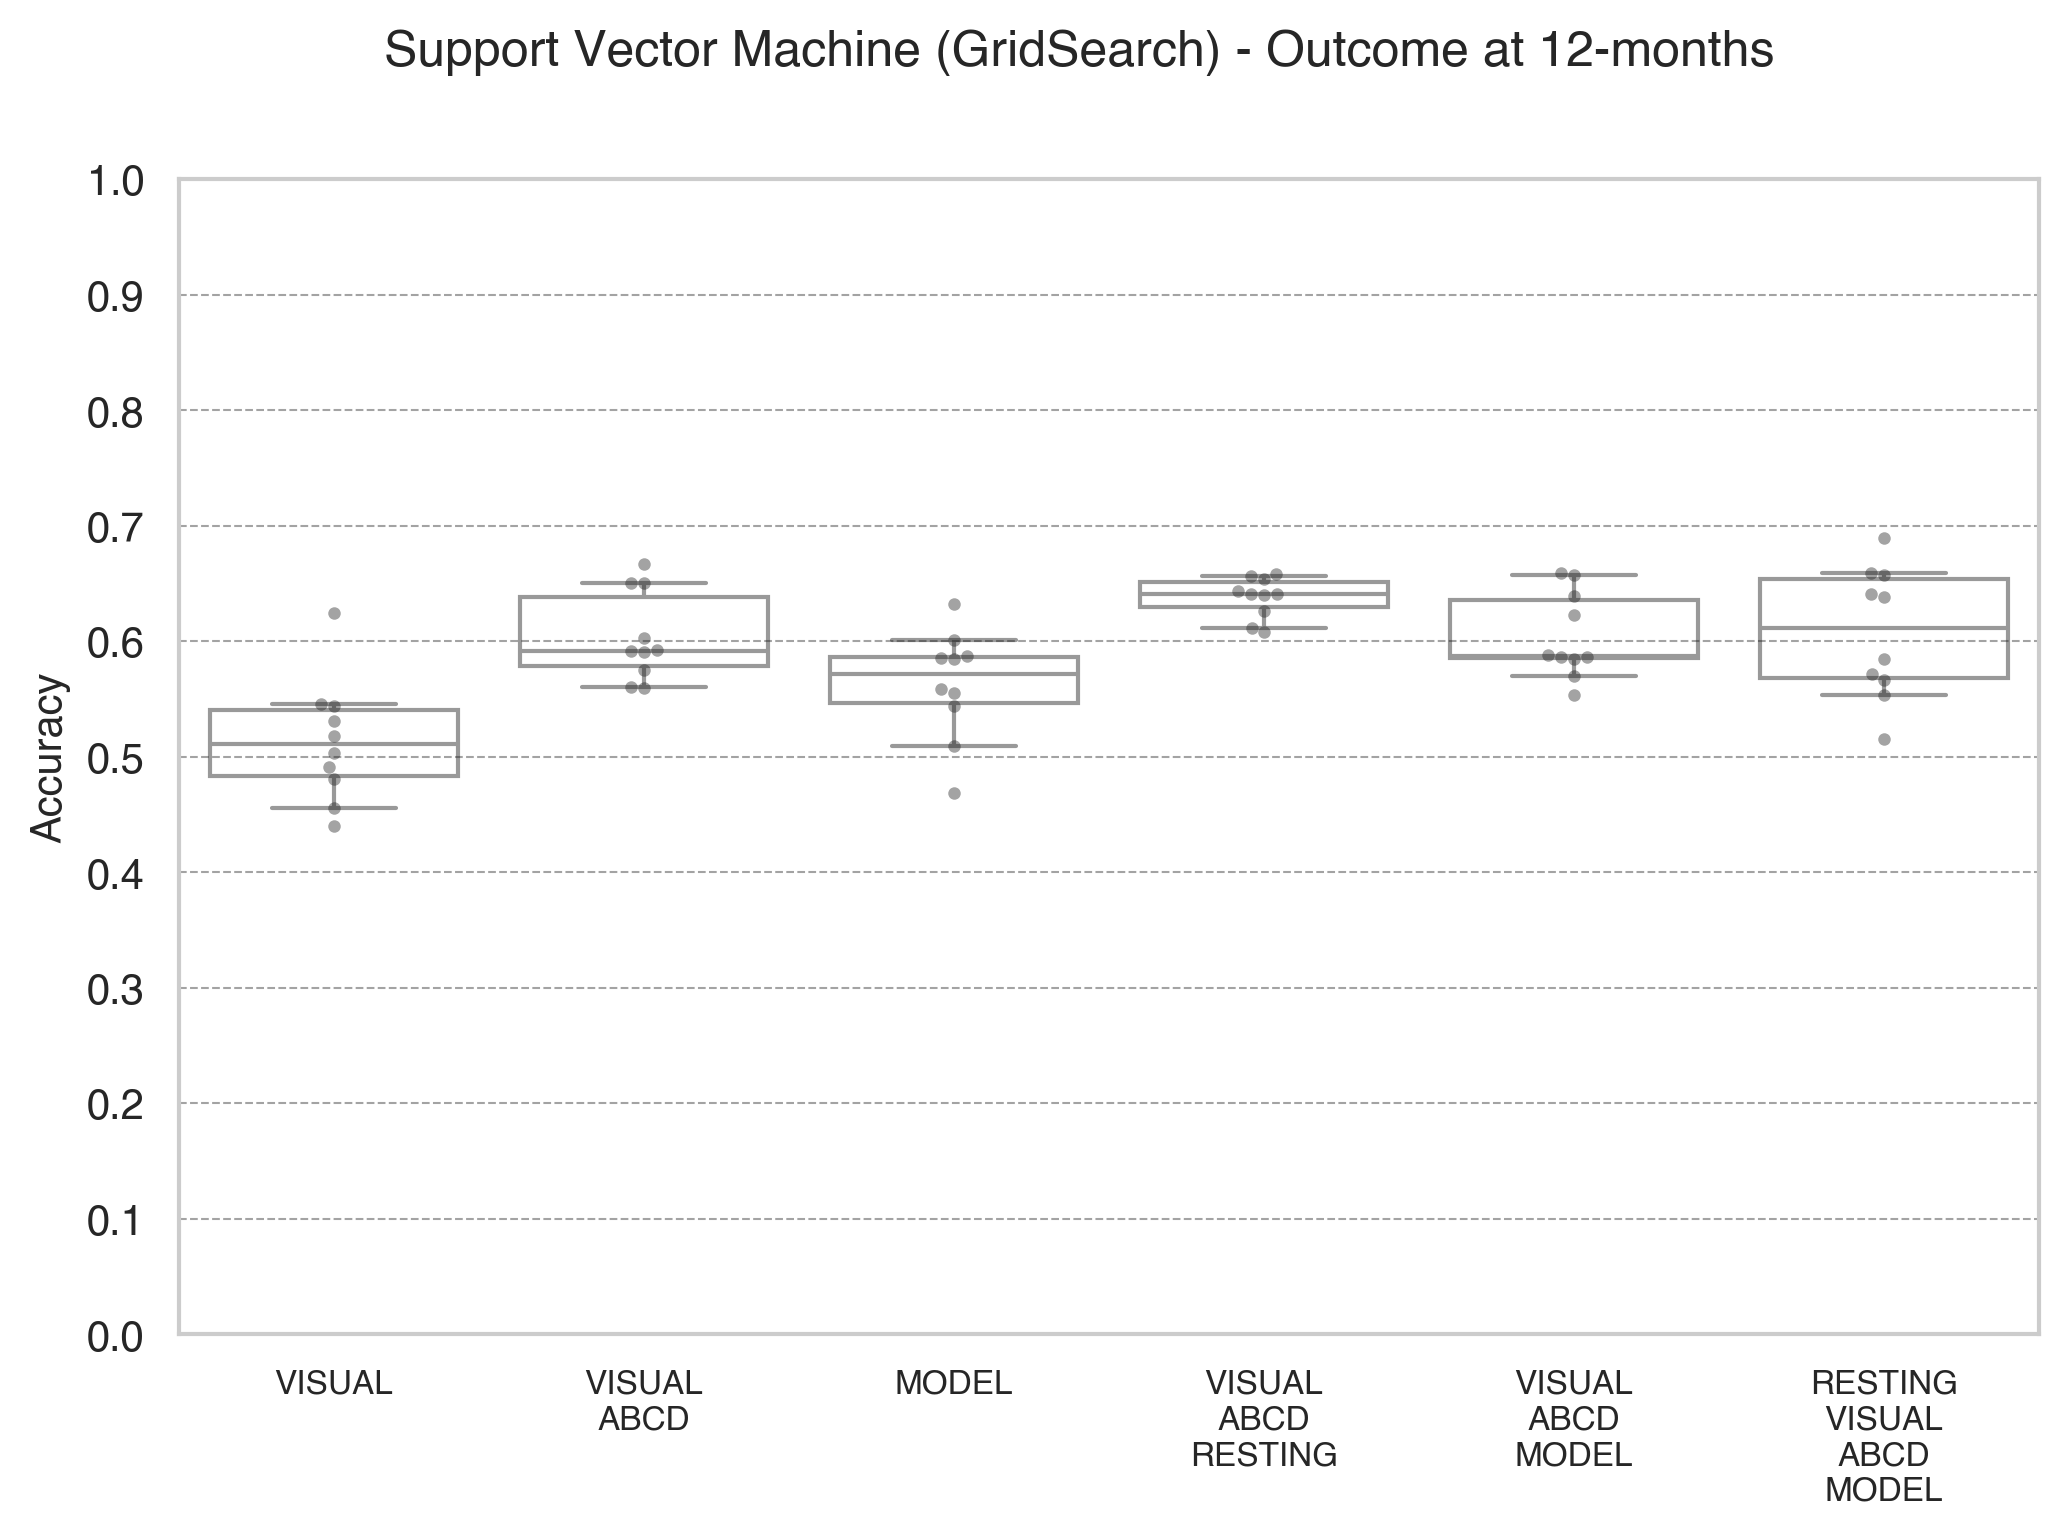 Support Vector Machine (GridSearch) - Outcome at 12-months
1.0
0.9
0.8
0.7
0.6
0.5
0.4
0.3
0.2
0.1
0.0
Accuracy
VISUAL
VISUAL
ABCD
MODEL
VISUAL
ABCD
RESTING
VISUAL
ABCD
MODEL
RESTING
VISUAL
ABCD
MODEL